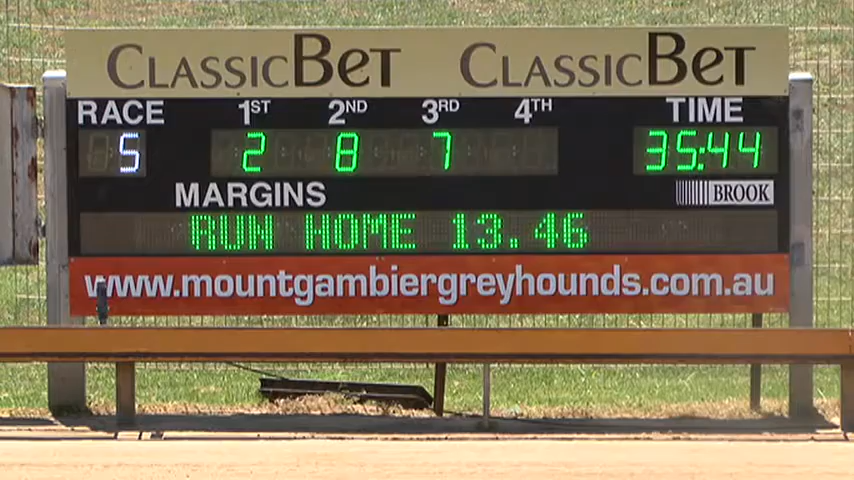 CLASSICBET CLASSICBET
RACE 1ST 2ND 3RD 4TH TIME
5 2 8 7 35:44
MARGINS BROOK
RUN HOME 13.46
www.mountgambiergreyhounds.com.au